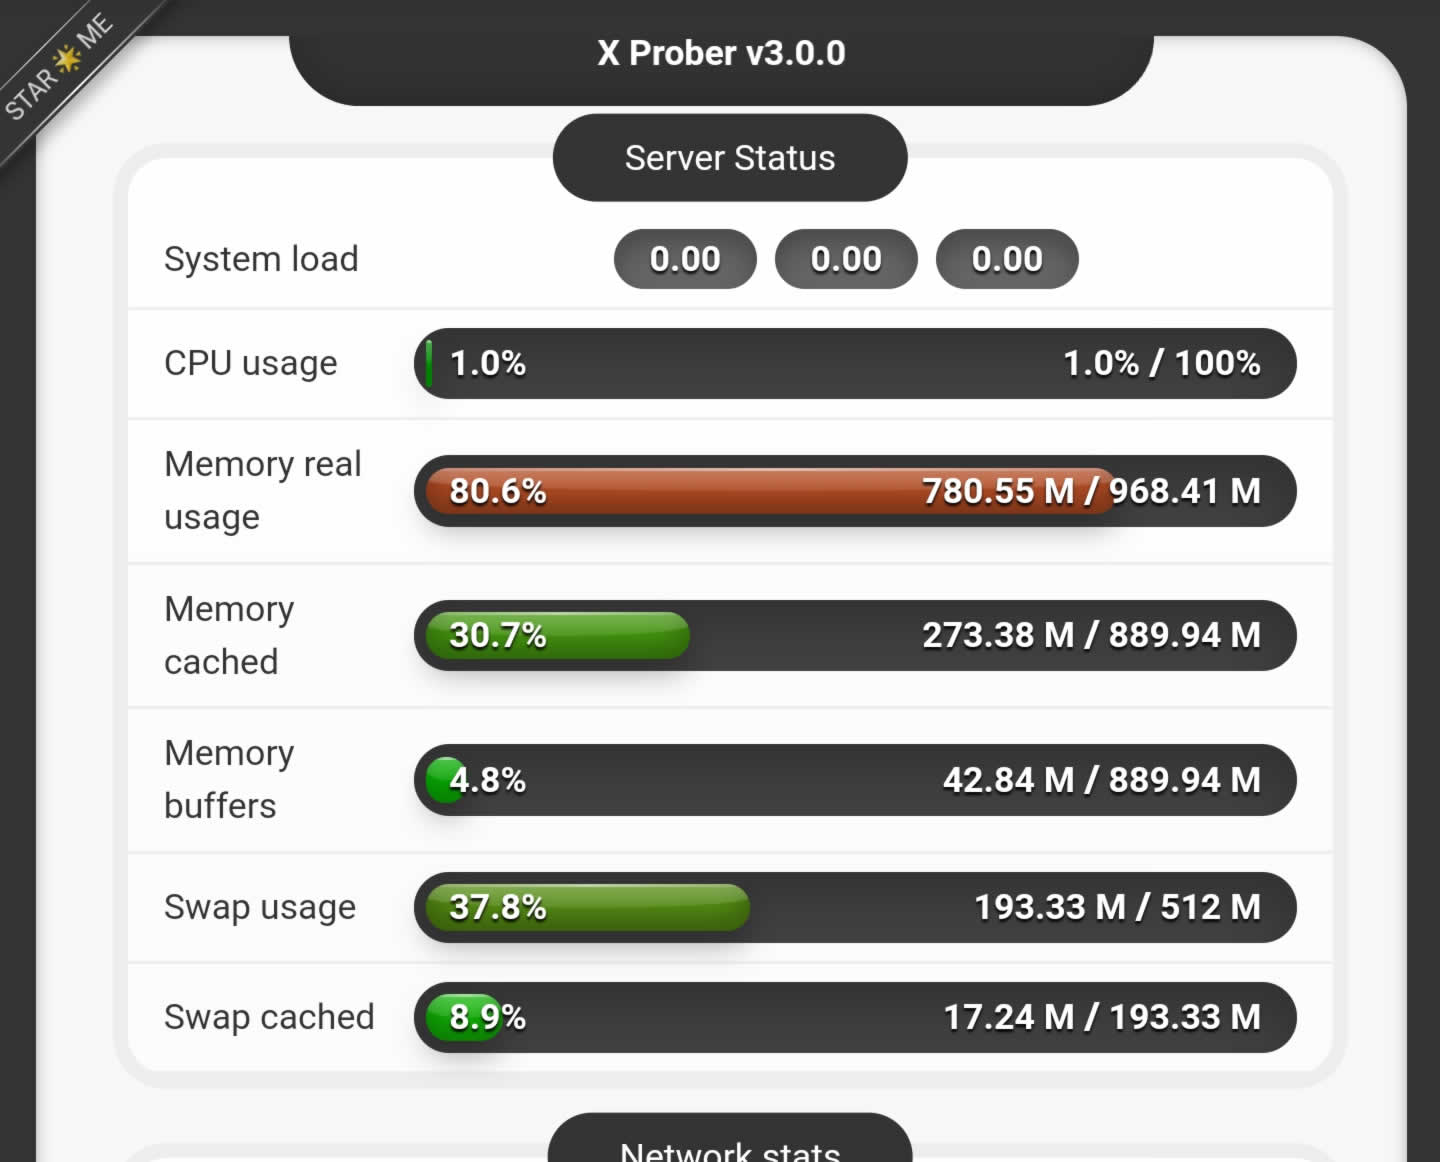 STAR🌟ME
X Prober v3.0.0
Server Status
System load 0.00 0.00 0.00
CPU usage 1.0% 1.0% / 100%
Memory real
usage 80.6% 780.55 M / 968.41 M
Memory
cached 30.7% 273.38 M / 889.94 M
Memory
buffers 4.8% 42.84 M / 889.94 M
Swap usage 37.8% 193.33 M / 512 M
Swap cached 8.9% 17.24 M / 193.33 M
Network stats